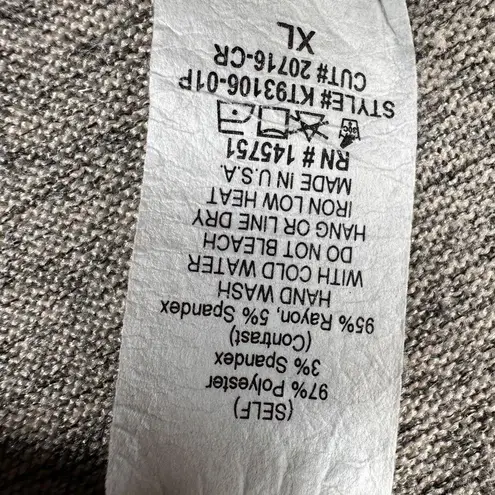 (SELF)
97% Polyester
3% Spandex
(Contrast)
95% Rayon, 5% Spandex
HAND WASH
WITH COLD WATER
DO NOT BLEACH
HANG OR LINE DRY
IRON LOW HEAT
MADE IN U.S.A.
RN # 145751
STYLE# KT93106-01P
CUT# 20716-CR
XL